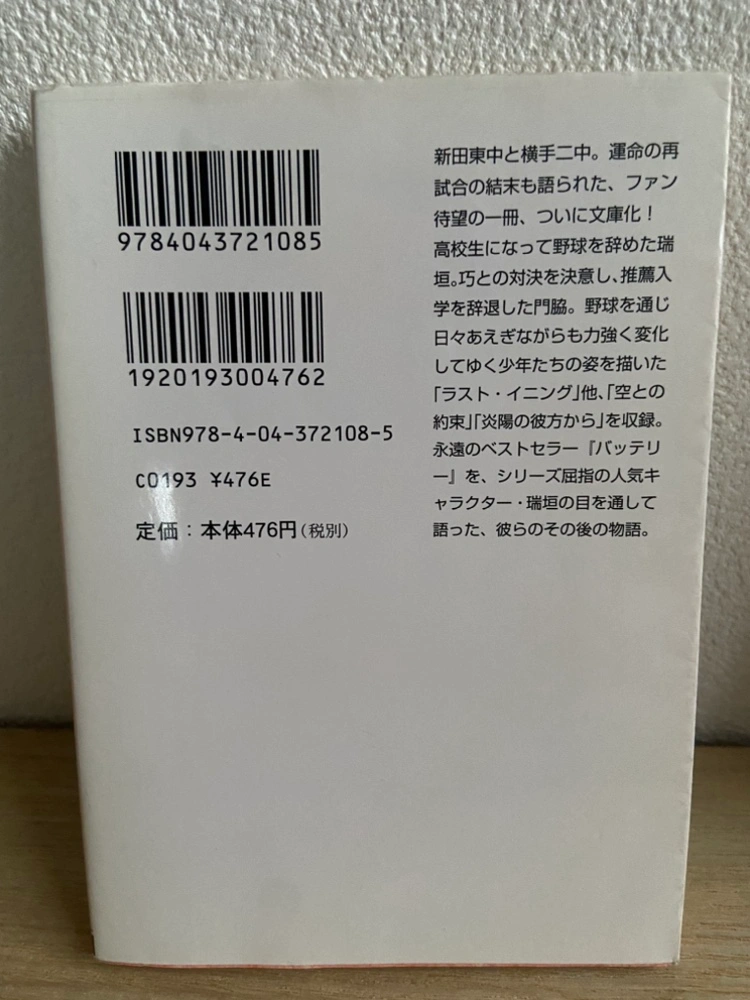 9784043721085
1920193004762
ISBN978-4-04-372108-5
C0193 ¥476E
定価：本体476円（税別）
新田東中と横手二中。運命の再
試合の結末も語られた、ファン
待望の一冊、ついに文庫化！
高校生になって野球を辞めた瑞
垣。巧との対決を決意し、推薦入
学を辞退した門脇。野球を通じ
日々あえぎながらも力強く変化
してゆく少年たちの姿を描いた
「ラスト・イニング」他、「空との
約束」「炎陽の彼方から」を収録。
永遠のベストセラー『バッテリ
ー』を、シリーズ屈指の人気キ
ャラクター・瑞垣の目を通して
語った、彼らのその後の物語。